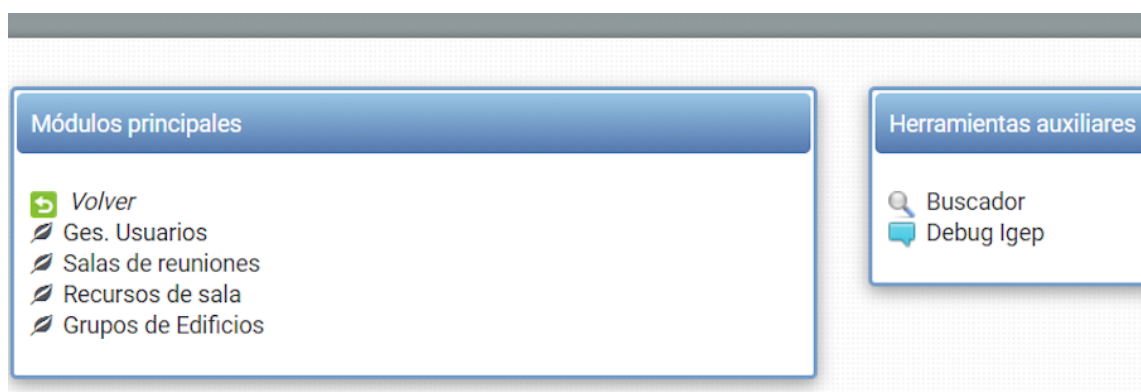 Módulos principales
Volver
Ges. Usuarios
Salas de reuniones
Recursos de sala
Grupos de Edificios
Herramientas auxiliares
Buscador
Debug Igep